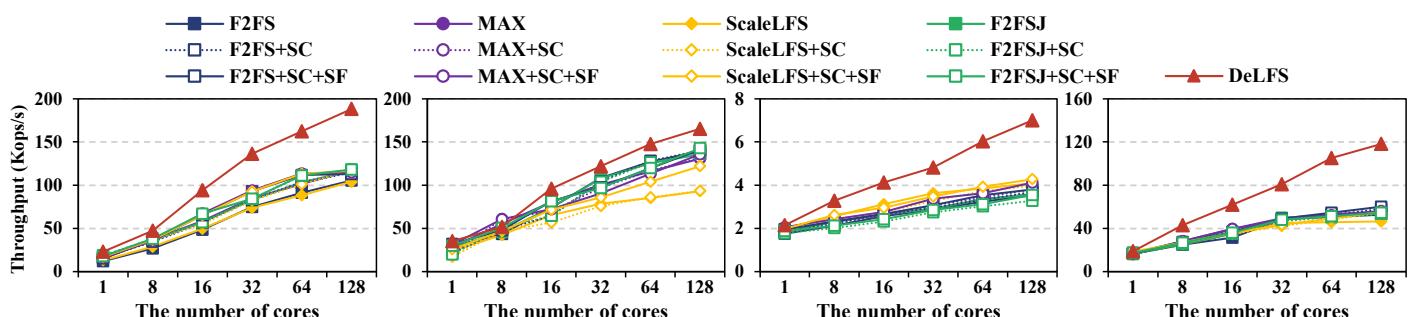 F2FS MAX ScaleLFS F2FSJ
F2FS+SC MAX+SC ScaleLFS+SC F2FSJ+SC
F2FS+SC+SF MAX+SC+SF ScaleLFS+SC+SF F2FSJ+SC+SF DeLFS
Throughput (Kops/s)
200
150
100
50
0
1 8 16 32 64 128
The number of cores
200
150
100
50
0
1 8 16 32 64 128
The number of cores
8
6
4
2
0
1 8 16 32 64 128
The number of cores
160
120
80
40
0
1 8 16 32 64 128
The number of cores